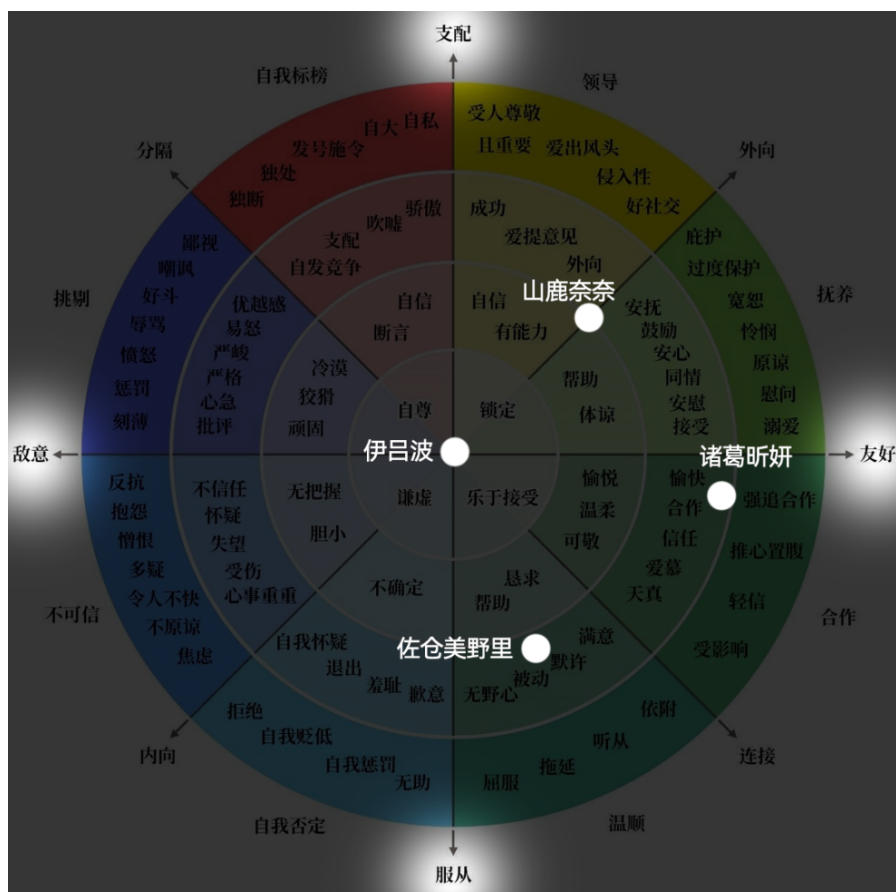 支配
自我标榜
领导
分隔
外向
挑剔
抚养
敌意
友好
不可信
合作
内向
连接
自我否定
温顺
服从
自私
自大
发号施令
独处
独断
受人尊敬
且重要
爱出风头
侵入性
好社交
骄傲
吹嘘
支配
自发竞争
成功
爱提意见
外向
自信
断言
自信
有能力
自尊
锁定
鄙视
嘲讽
好斗
辱骂
愤怒
惩罚
刻薄
优越感
易怒
严峻
严格
心急
批评
冷漠
狡猾
顽固
庇护
过度保护
宽恕
怜悯
原谅
慰问
溺爱
安抚
鼓励
安心
同情
安慰
接受
帮助
体谅
山鹿奈奈
伊吕波
诸葛昕妍
佐仓美野里
反抗
抱怨
憎恨
多疑
令人不快
不原谅
焦虑
不信任
怀疑
失望
受伤
心事重重
无把握
胆小
谦虚
乐于接受
愉悦
温柔
可敬
愉快
合作
信任
爱慕
天真
强追合作
推心置腹
轻信
受影响
不确定
恳求
帮助
自我怀疑
退出
羞耻
歉意
满意
默许
被动
无野心
拒绝
自我贬低
自我惩罚
无助
依附
听从
拖延
屈服